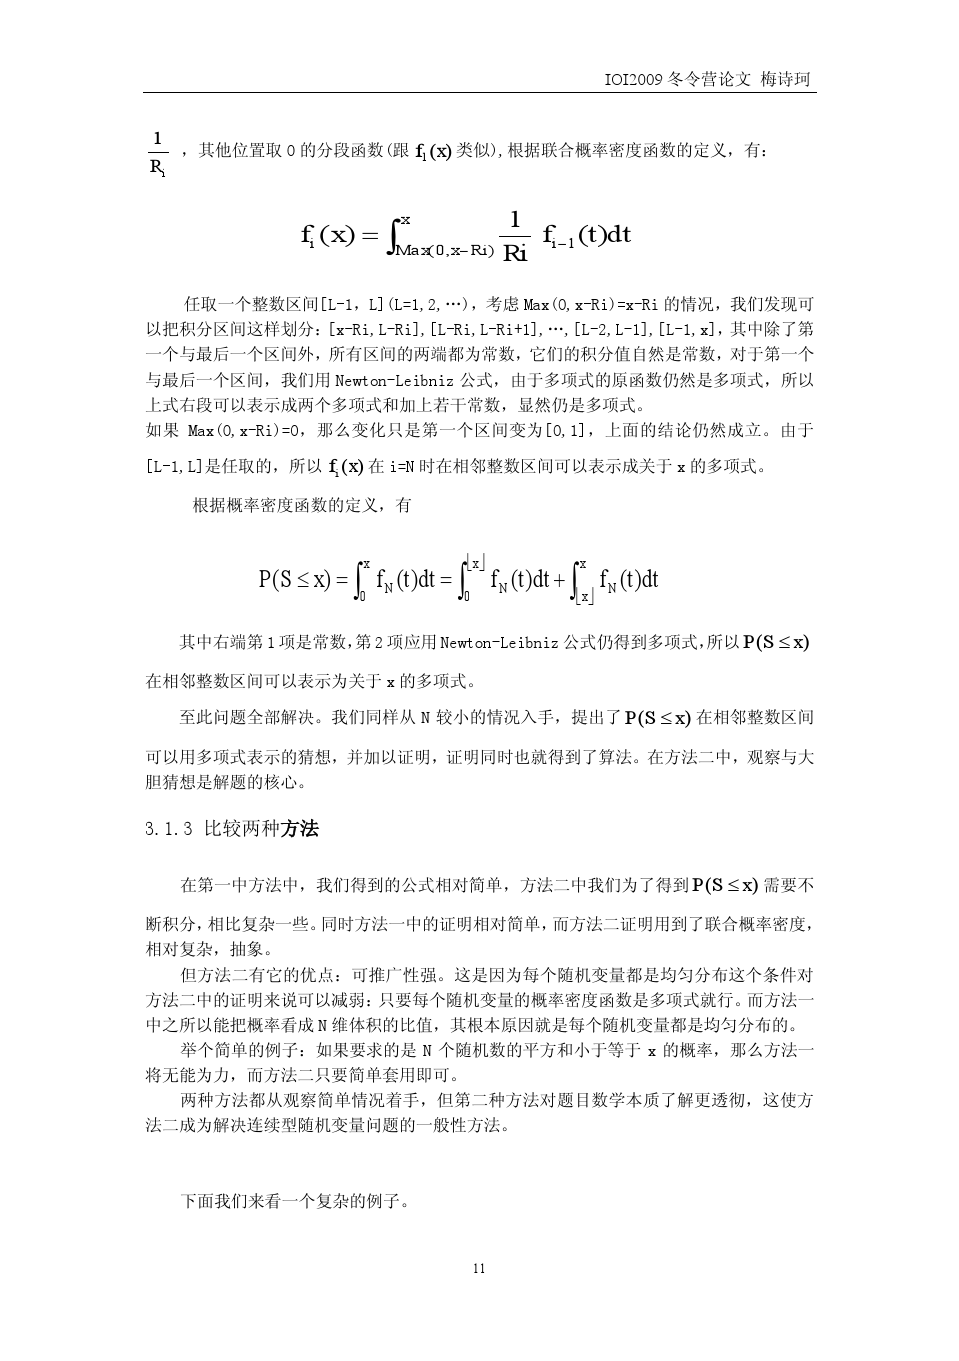 IOI2009 冬令营论文 梅诗珂
1/Ri ，其他位置取 0 的分段函数(跟 f₁(x) 类似),根据联合概率密度函数的定义，有：
fᵢ(x) = ∫_{Max(0,x−Ri)}^{x} (1/Ri) f_{i−1}(t)dt
任取一个整数区间[L-1，L](L=1,2,…)，考虑 Max(0,x-Ri)=x-Ri 的情况，我们发现可
以把积分区间这样划分：[x-Ri,L-Ri],[L-Ri,L-Ri+1],…,[L-2,L-1],[L-1,x]，其中除了第
一个与最后一个区间外，所有区间的两端都为常数，它们的积分值自然是常数，对于第一个
与最后一个区间，我们用 Newton-Leibniz 公式，由于多项式的原函数仍然是多项式，所以
上式右段可以表示成两个多项式和加上若干常数，显然仍是多项式。
如果 Max(0,x-Ri)=0，那么变化只是第一个区间变为[0,1]，上面的结论仍然成立。由于
[L-1,L]是任取的，所以 fᵢ(x) 在 i=N 时在相邻整数区间可以表示成关于 x 的多项式。
根据概率密度函数的定义，有
P(S ≤ x) = ∫_{0}^{x} f_N(t)dt = ∫_{0}^{⌊x⌋} f_N(t)dt + ∫_{⌊x⌋}^{x} f_N(t)dt
其中右端第 1 项是常数，第 2 项应用 Newton-Leibniz 公式仍得到多项式，所以 P(S ≤ x)
在相邻整数区间可以表示为关于 x 的多项式。
至此问题全部解决。我们同样从 N 较小的情况入手，提出了 P(S ≤ x) 在相邻整数区间
可以用多项式表示的猜想，并加以证明，证明同时也就得到了算法。在方法二中，观察与大
胆猜想是解题的核心。
3.1.3 比较两种方法
在第一中方法中，我们得到的公式相对简单，方法二中我们为了得到 P(S ≤ x) 需要不
断积分，相比复杂一些。同时方法一中的证明相对简单，而方法二证明用到了联合概率密度，
相对复杂，抽象。
但方法二有它的优点：可推广性强。这是因为每个随机变量都是均匀分布这个条件对
方法二中的证明来说可以减弱：只要每个随机变量的概率密度函数是多项式就行。而方法一
中之所以能把概率看成 N 维体积的比值，其根本原因就是每个随机变量都是均匀分布的。
举个简单的例子：如果要求的是 N 个随机数的平方和小于等于 x 的概率，那么方法一
将无能为力，而方法二只要简单套用即可。
两种方法都从观察简单情况着手，但第二种方法对题目数学本质了解更透彻，这使方
法二成为解决连续型随机变量问题的一般性方法。
下面我们来看一个复杂的例子。
11